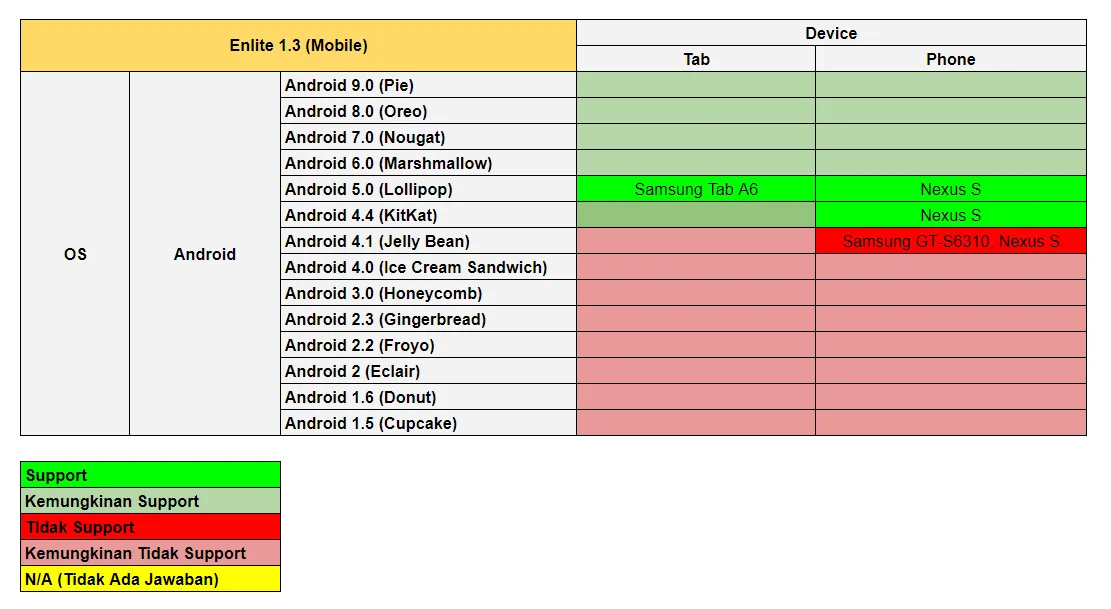 Enlite 1.3 (Mobile)
Device
Tab
Phone
OS
Android
Android 9.0 (Pie)
Android 8.0 (Oreo)
Android 7.0 (Nougat)
Android 6.0 (Marshmallow)
Android 5.0 (Lollipop) Samsung Tab A6 Nexus S
Android 4.4 (KitKat) Nexus S
Android 4.1 (Jelly Bean) Samsung GT-S6310, Nexus S
Android 4.0 (Ice Cream Sandwich)
Android 3.0 (Honeycomb)
Android 2.3 (Gingerbread)
Android 2.2 (Froyo)
Android 2 (Eclair)
Android 1.6 (Donut)
Android 1.5 (Cupcake)
Support
Kemungkinan Support
TIdak Support
Kemungkinan Tidak Support
N/A (Tidak Ada Jawaban)